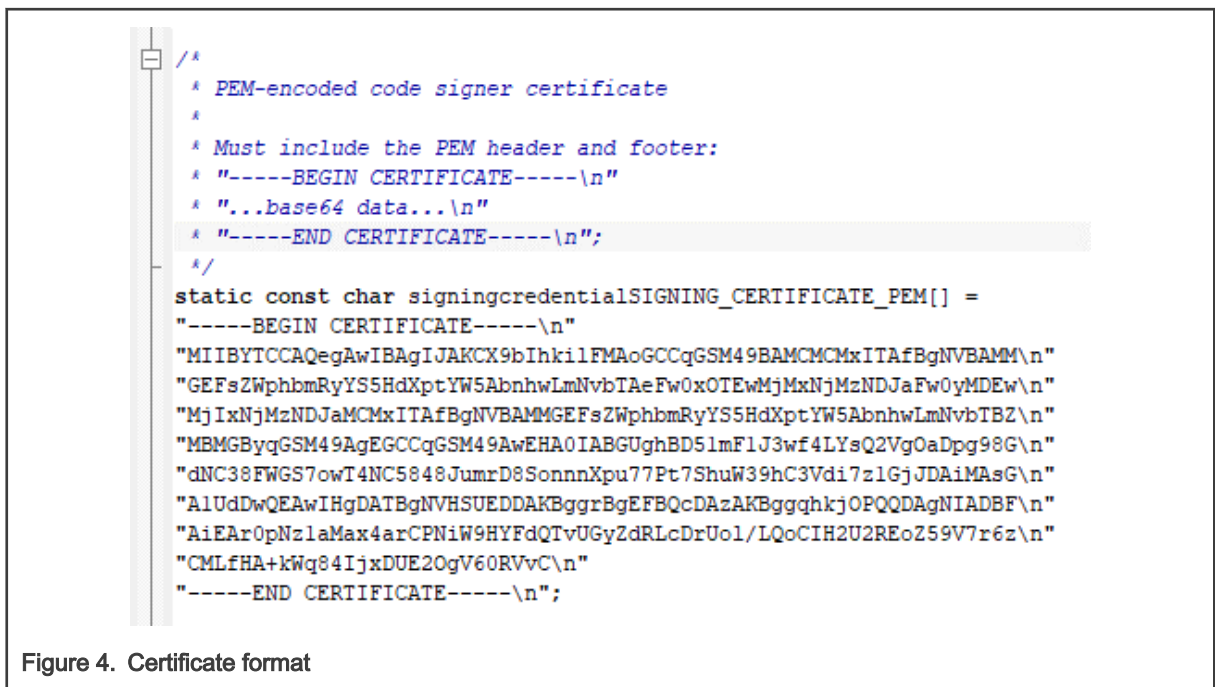 /*
* PEM-encoded code signer certificate
*
* Must include the PEM header and footer:
* "-----BEGIN CERTIFICATE-----\n"
* "...base64 data...\n"
* "-----END CERTIFICATE-----\n";
*/
static const char signingcredentialSIGNING_CERTIFICATE_PEM[] =
"-----BEGIN CERTIFICATE-----\n"
"MIIBYTCCAQegAwIBAgIJAKCX9bIhkilFMAoGCCqGSM49BAMCMCMxITAfBgNVBAMM\n"
"GEFsZWphbmRyYS5HdXptYW5AbnhwLmNvbTAeFw0xOTEwMjMxNjMzNDJaFw0yMDEw\n"
"MjIxNjMzNDJaMCMxITAfBgNVBAMMGEFsZWphbmRyYS5HdXptYW5AbnhwLmNvbTBZ\n"
"MBMGByqGSM49AgEGCCqGSM49AwEHA0IABGUghBD5lmFlJ3wf4LYsQ2VgOaDpg98G\n"
"dNC38FWGS7owT4NC5848JumrD8SonnnXpu77Pt7ShuW39hC3Vdi7zlGjJDAiMAsG\n"
"A1UdDwQEAwIHgDATBgNVHSUEDDAKBggrBgEFBQcDAzAKBggqhkjOPQQDAgNIADBF\n"
"AiEAr0pNzlaMax4arCPNiW9HYFdQTvUGyZdRLcDrUol/LQoCIH2U2REoZ59V7r6z\n"
"CMLfHA+kWq84IjxDUE2OgV60RVvC\n"
"-----END CERTIFICATE-----\n";
Figure 4. Certificate format